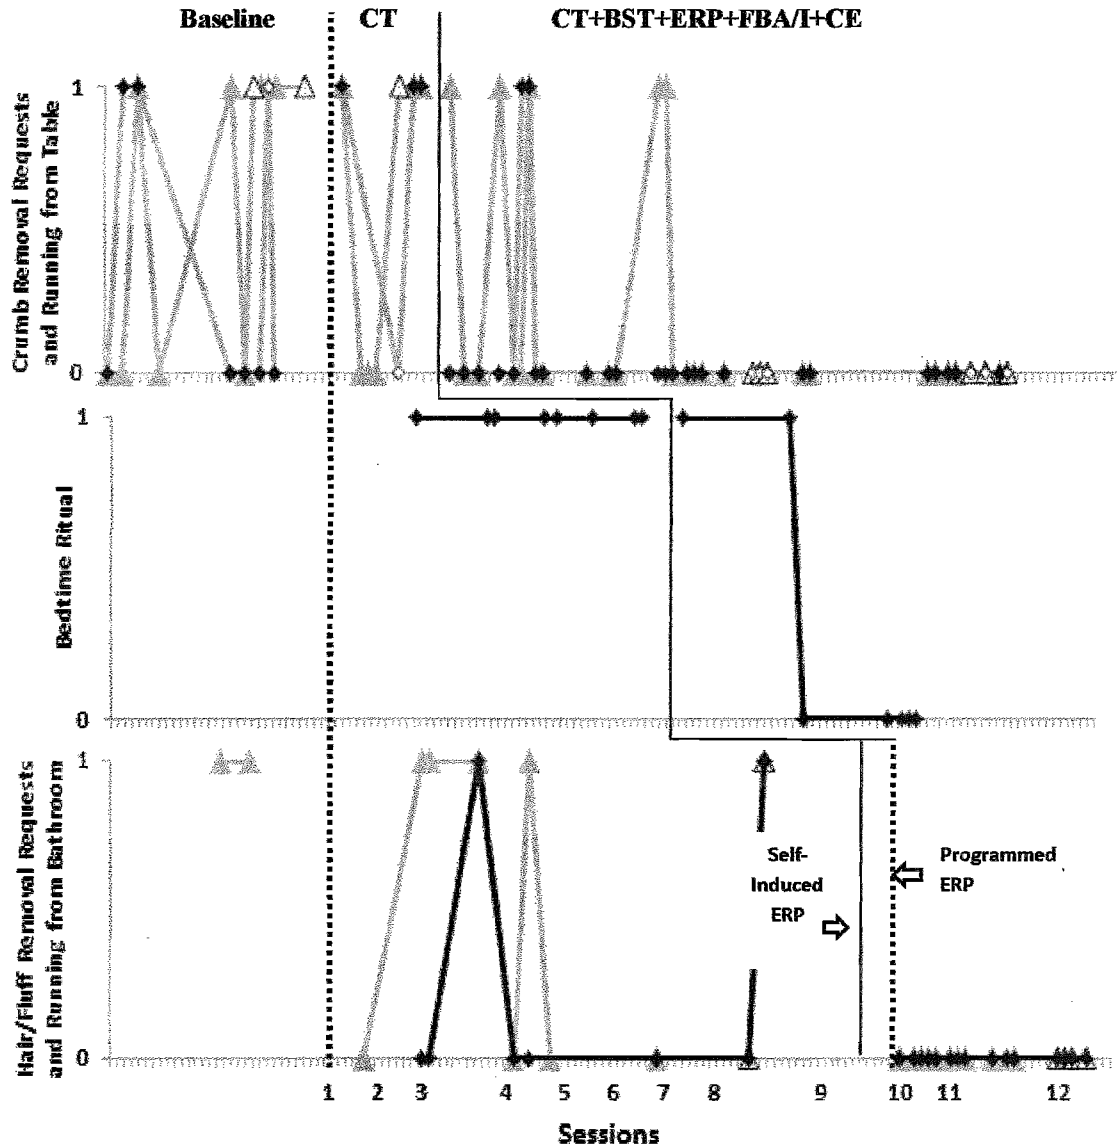 Baseline CT CT+BST+ERP+FBA/I+CE
Crumb Removal Requests
and Running from Table
1
0
Bedtime Ritual
1
0
Hair/Fluff Removal Requests
and Running from Bathroom
1
0
Self-
Induced
ERP
Programmed
ERP
1 2 3 4 5 6 7 8 9 10 11 12
Sessions